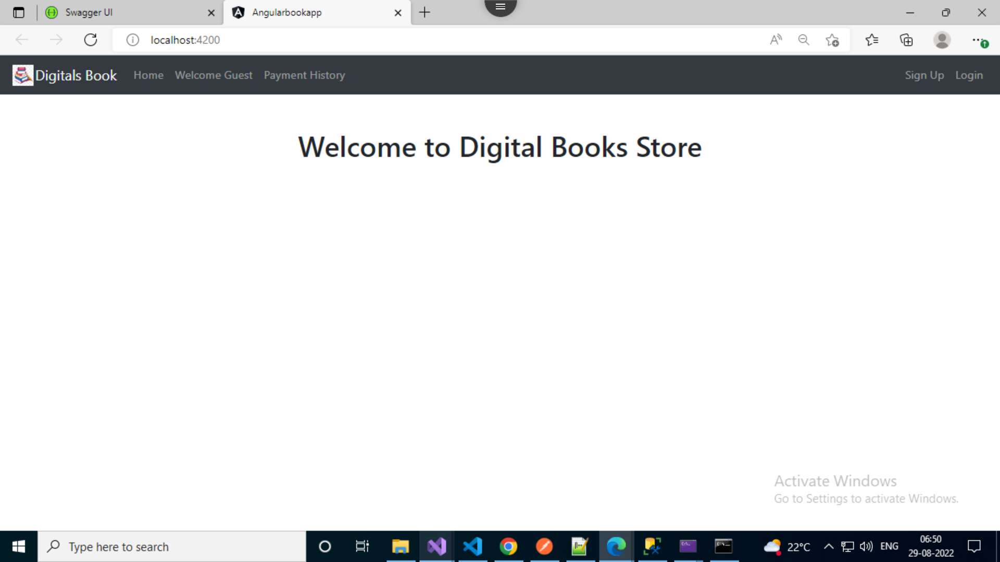 Swagger UI
Angularbookapp
localhost:4200
Digitals Book Home Welcome Guest Payment History Sign Up Login
Welcome to Digital Books Store
Activate Windows
Go to Settings to activate Windows.
Type here to search
22°C
ENG
06:50
29-08-2022